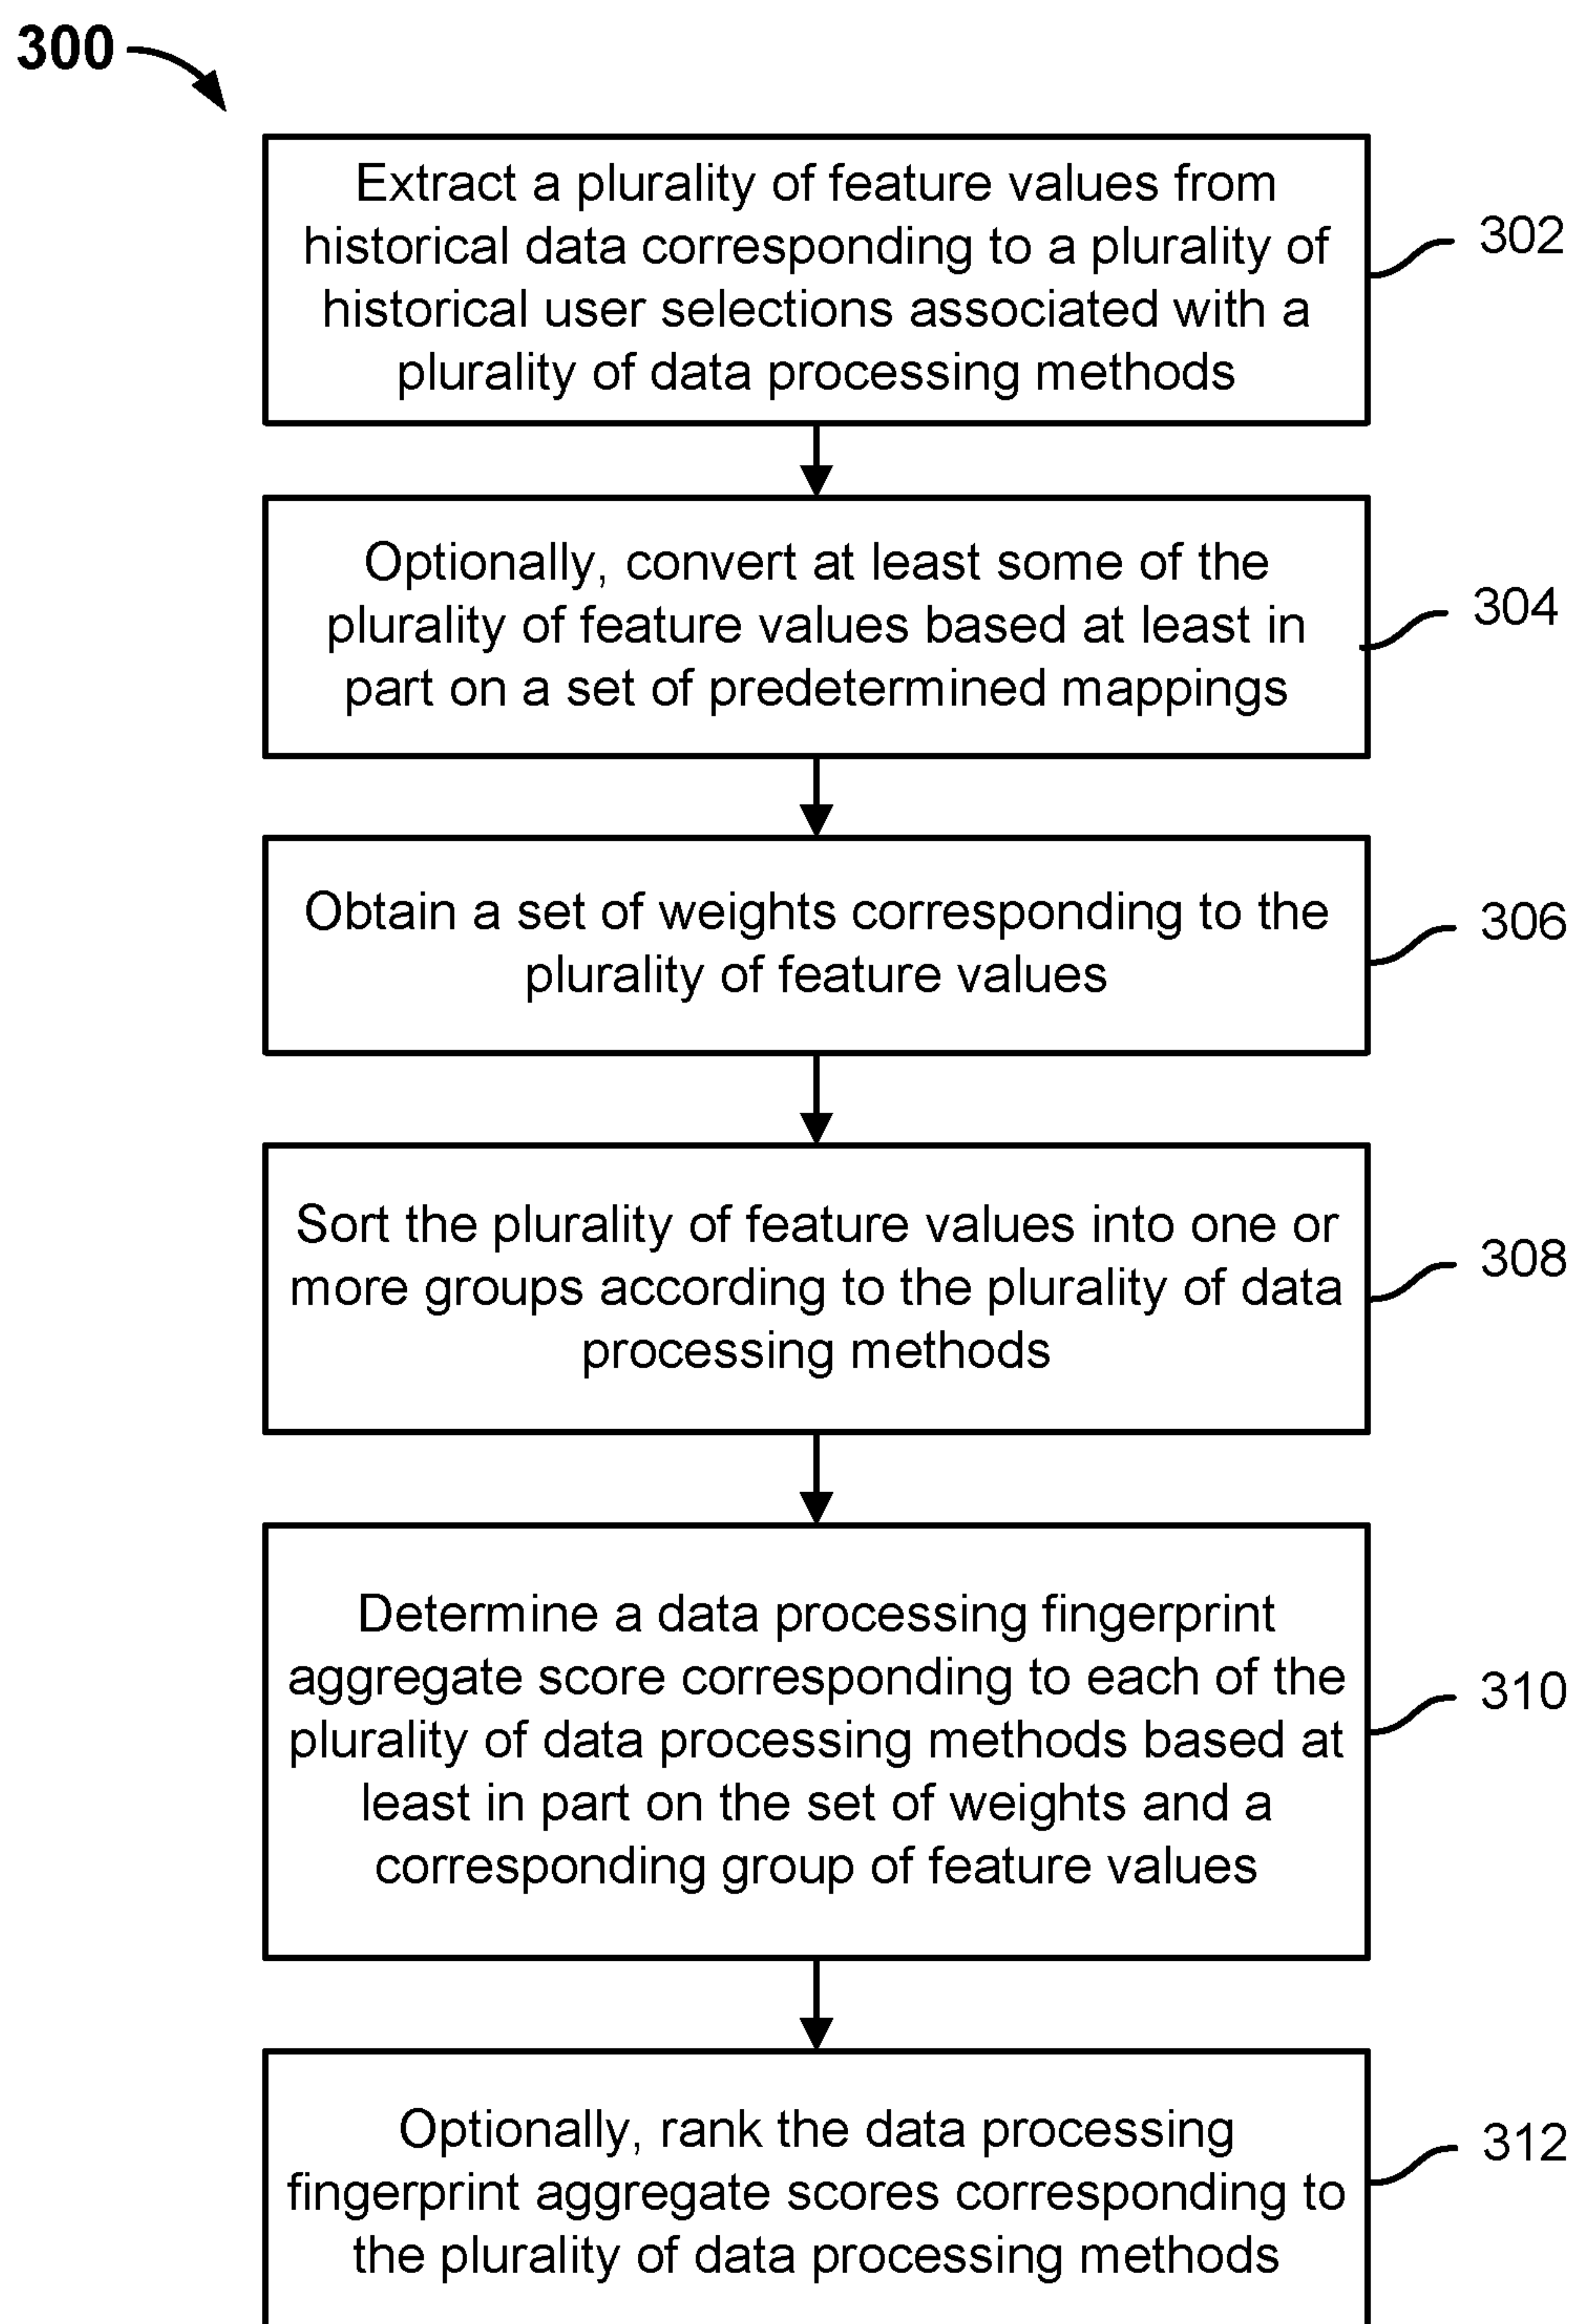 300
Extract a plurality of feature values from
historical data corresponding to a plurality of
historical user selections associated with a
plurality of data processing methods
302
Optionally, convert at least some of the
plurality of feature values based at least in
part on a set of predetermined mappings
304
Obtain a set of weights corresponding to the
plurality of feature values
306
Sort the plurality of feature values into one or
more groups according to the plurality of data
processing methods
308
Determine a data processing fingerprint
aggregate score corresponding to each of the
plurality of data processing methods based at
least in part on the set of weights and a
corresponding group of feature values
310
Optionally, rank the data processing
fingerprint aggregate scores corresponding to
the plurality of data processing methods
312